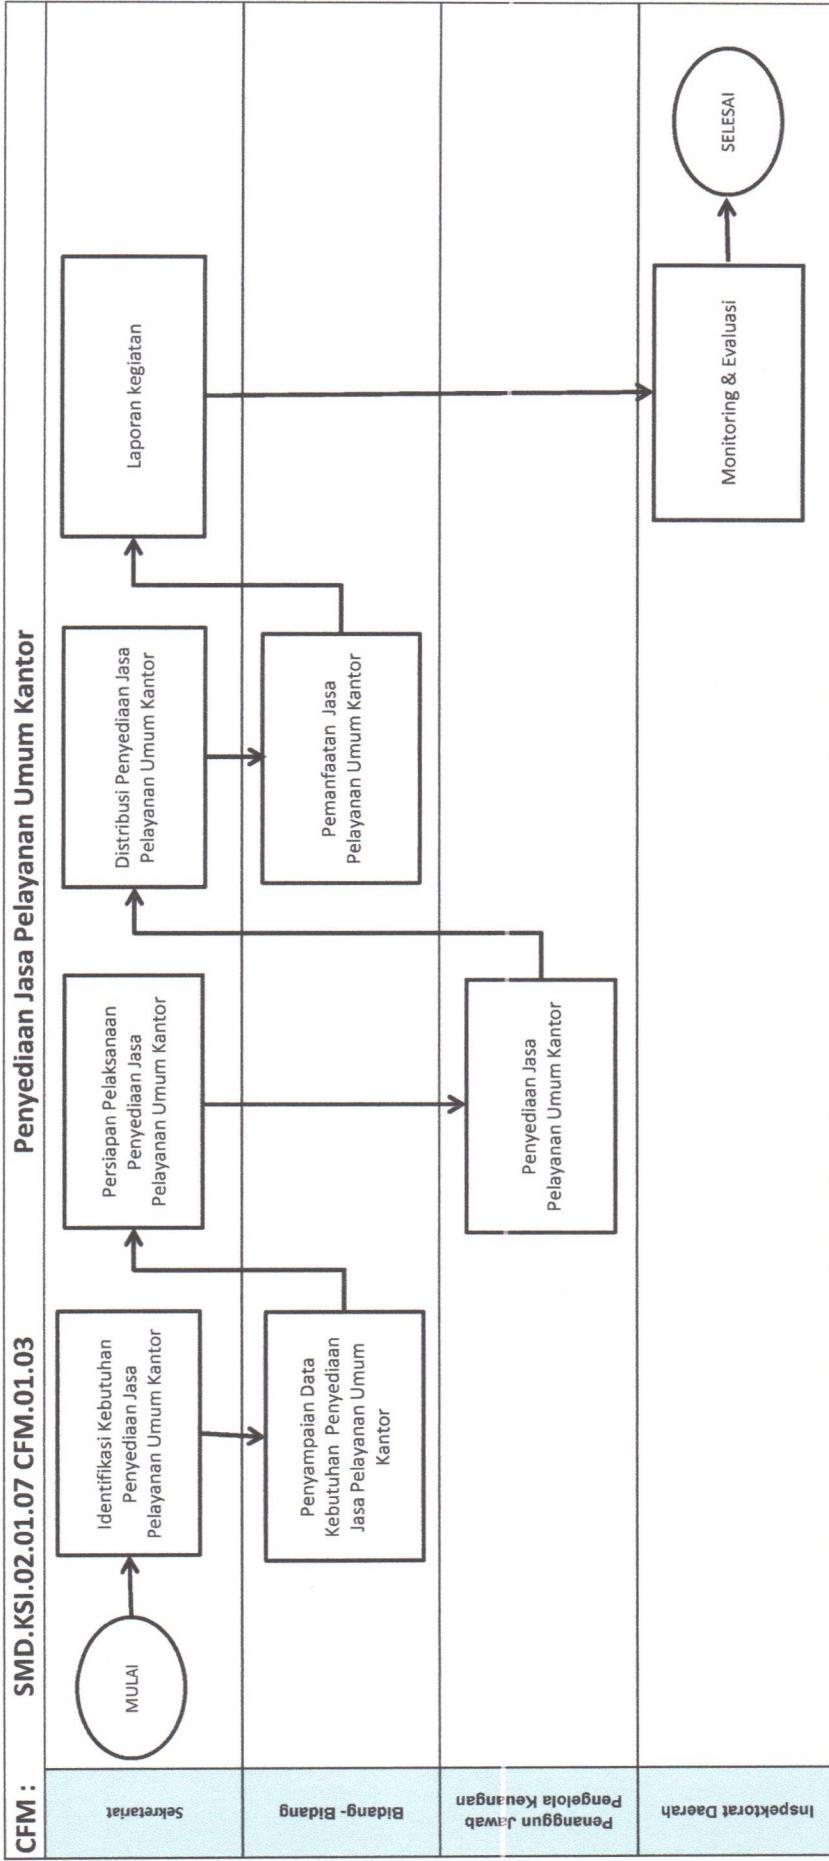 CFM : SMD.KSI.02.01.07 CFM.01.03 Penyediaan Jasa Pelayanan Umum Kantor
Sekretariat
MULAI
Identifikasi Kebutuhan
Penyediaan Jasa
Pelayanan Umum Kantor
Persiapan Pelaksanaan
Penyediaan Jasa
Pelayanan Umum Kantor
Distribusi Penyediaan Jasa
Pelayanan Umum Kantor
Laporan kegiatan
Bidang -Bidang
Penyampaian Data
Kebutuhan Penyediaan
Jasa Pelayanan Umum
Kantor
Pemanfaatan Jasa
Pelayanan Umum Kantor
Penanggun Jawab
Pengelola Keuangan
Penyediaan Jasa
Pelayanan Umum Kantor
Inspektorat Daerah
Monitoring & Evaluasi
SELESAI